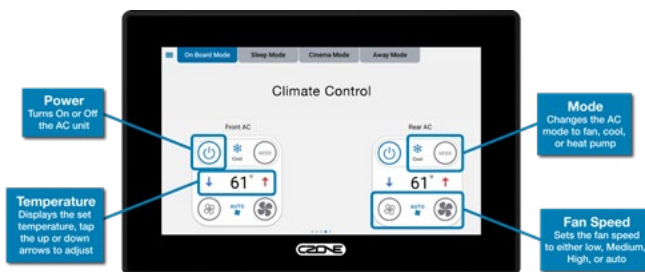 On Board Mode
Sleep Mode
Cinema Mode
Away Mode
Climate Control
Power
Turns On or Off
the AC unit
Temperature
Displays the set
temperature, tap
the up or down
arrows to adjust
Front AC
Cool
MODE
61°
AUTO
Rear AC
Cool
MODE
61°
AUTO
Mode
Changes the AC
mode to fan, cool,
or heat pump
Fan Speed
Sets the fan speed
to either low, Medium,
High, or auto
CZONE